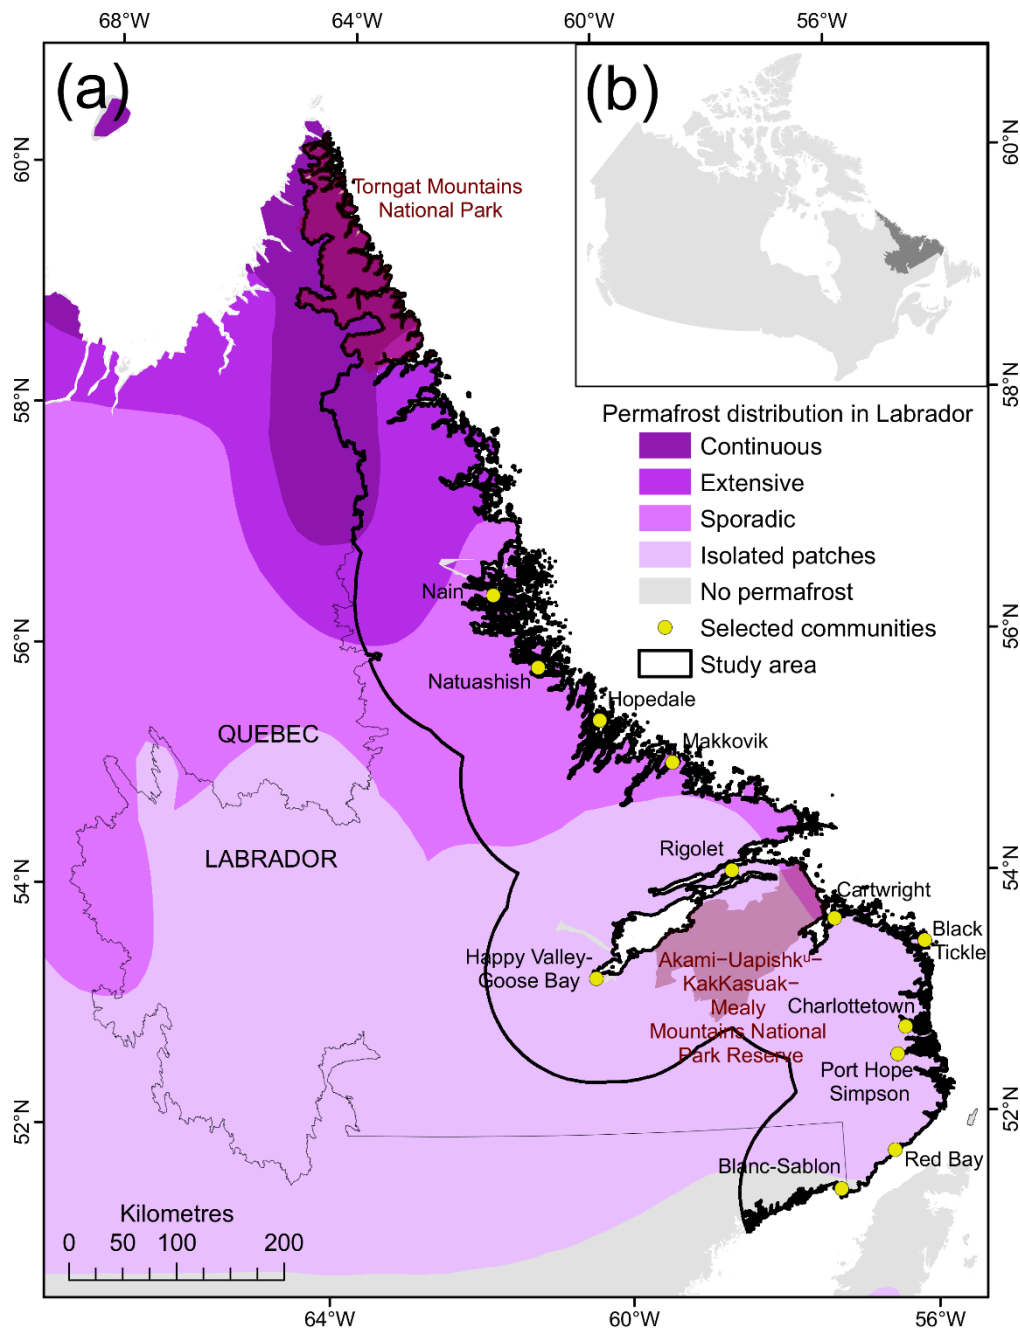 68°W
64°W
60°W
56°W
(a)
(b)
60°N
60°N
Torngat Mountains
National Park
58°N
58°N
Permafrost distribution in Labrador
Continuous
Extensive
Sporadic
Isolated patches
No permafrost
Selected communities
Study area
Nain
56°N
56°N
Natuashish
Hopedale
QUEBEC
Makkovik
LABRADOR
Rigolet
54°N
54°N
Cartwright
Black
Tickle
Happy Valley-
Goose Bay
Akami–Uapishkᵘ–
KakKasuak–
Mealy
Mountains National
Park Reserve
Charlottetown
Port Hope
Simpson
52°N
52°N
Blanc-Sablon
Red Bay
Kilometres
0 50 100 200
64°W
60°W
56°W